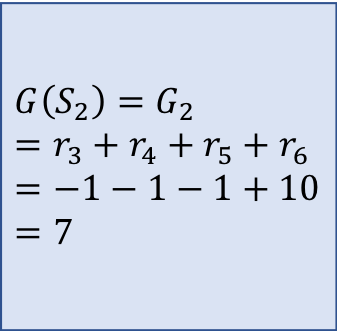 G(S₂) = G₂
= r₃ + r₄ + r₅ + r₆
= −1 − 1 − 1 + 10
= 7